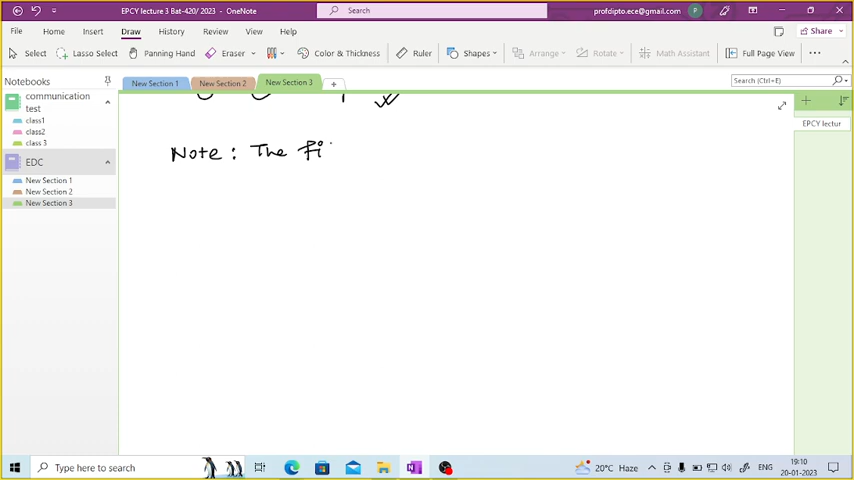 EPCY lecture 3 Bat-420/ 2023 - OneNote
Search
profdipto.ece@gmail.com
P
File Home Insert Draw History Review View Help
Share
Select Lasso Select Panning Hand Eraser Color & Thickness Ruler Shapes Arrange Rotate Math Assistant Full Page View
Notebooks
New Section 1 New Section 2 New Section 3 +
Search (Ctrl+E)
communication
test
class1
class2
class 3
EDC
New Section 1
New Section 2
New Section 3
EPCY lectur
Note : The Fi
Type here to search
20°C Haze
ENG
19:10
20-01-2023